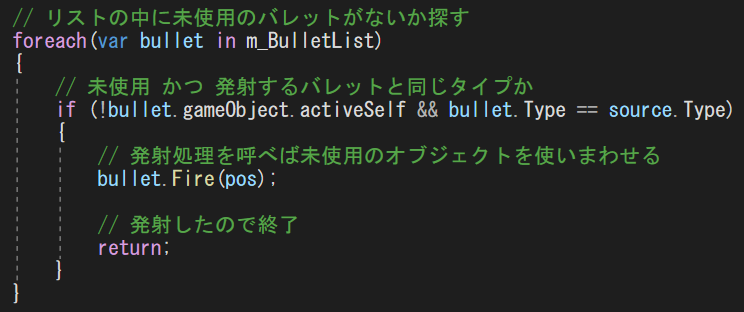 // リストの中に未使用のバレットがないか探す
foreach(var bullet in m_BulletList)
{
// 未使用 かつ 発射するバレットと同じタイプか
if (!bullet.gameObject.activeSelf && bullet.Type == source.Type)
{
// 発射処理を呼べば未使用のオブジェクトを使いまわせる
bullet.Fire(pos);
// 発射したので終了
return;
}
}